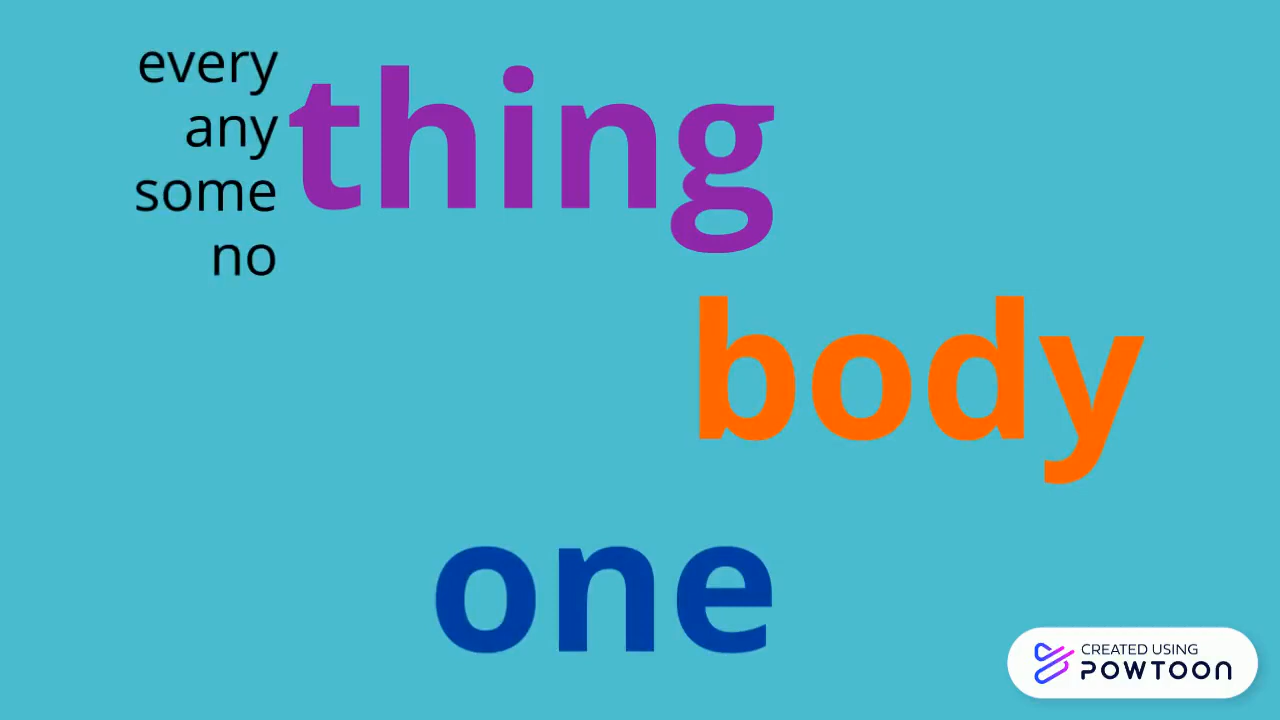 every
any
some
no
thing
body
one
CREATED USING
POWTOON